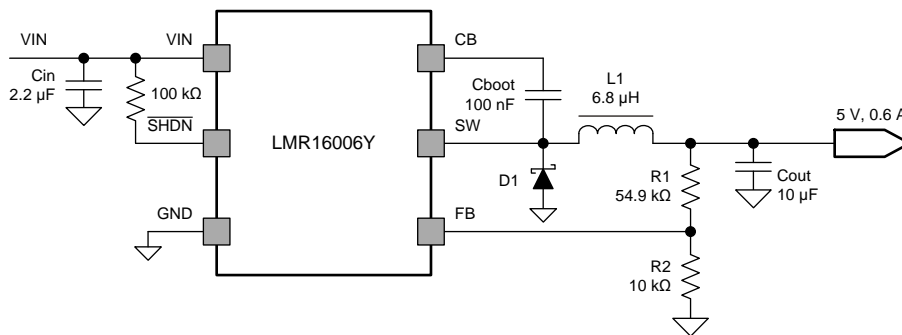 VIN
VIN
Cin
2.2 µF
100 kΩ
SHDN
GND
LMR16006Y
CB
SW
FB
Cboot
100 nF
D1
L1
6.8 µH
R1
54.9 kΩ
R2
10 kΩ
Cout
10 µF
5 V, 0.6 A